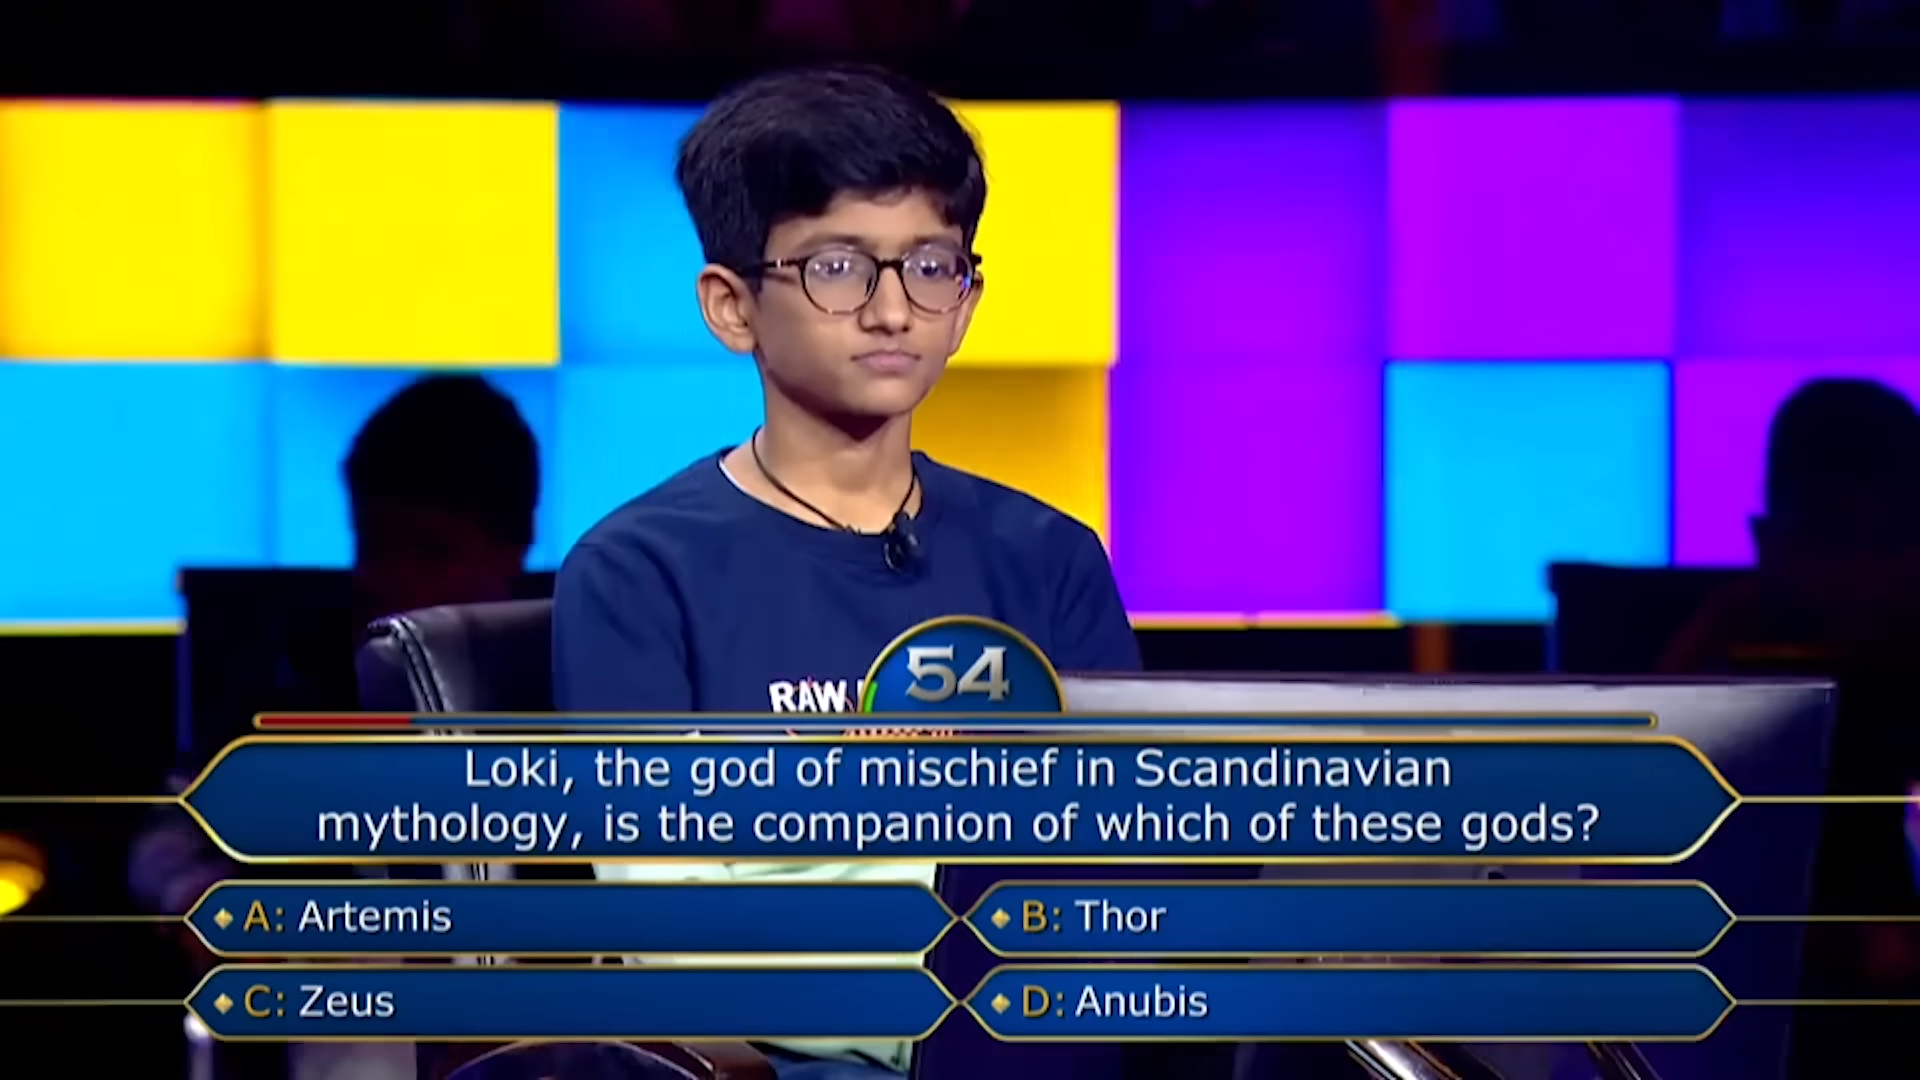 RAW
54
Loki, the god of mischief in Scandinavian
mythology, is the companion of which of these gods?
A: Artemis
B: Thor
C: Zeus
D: Anubis